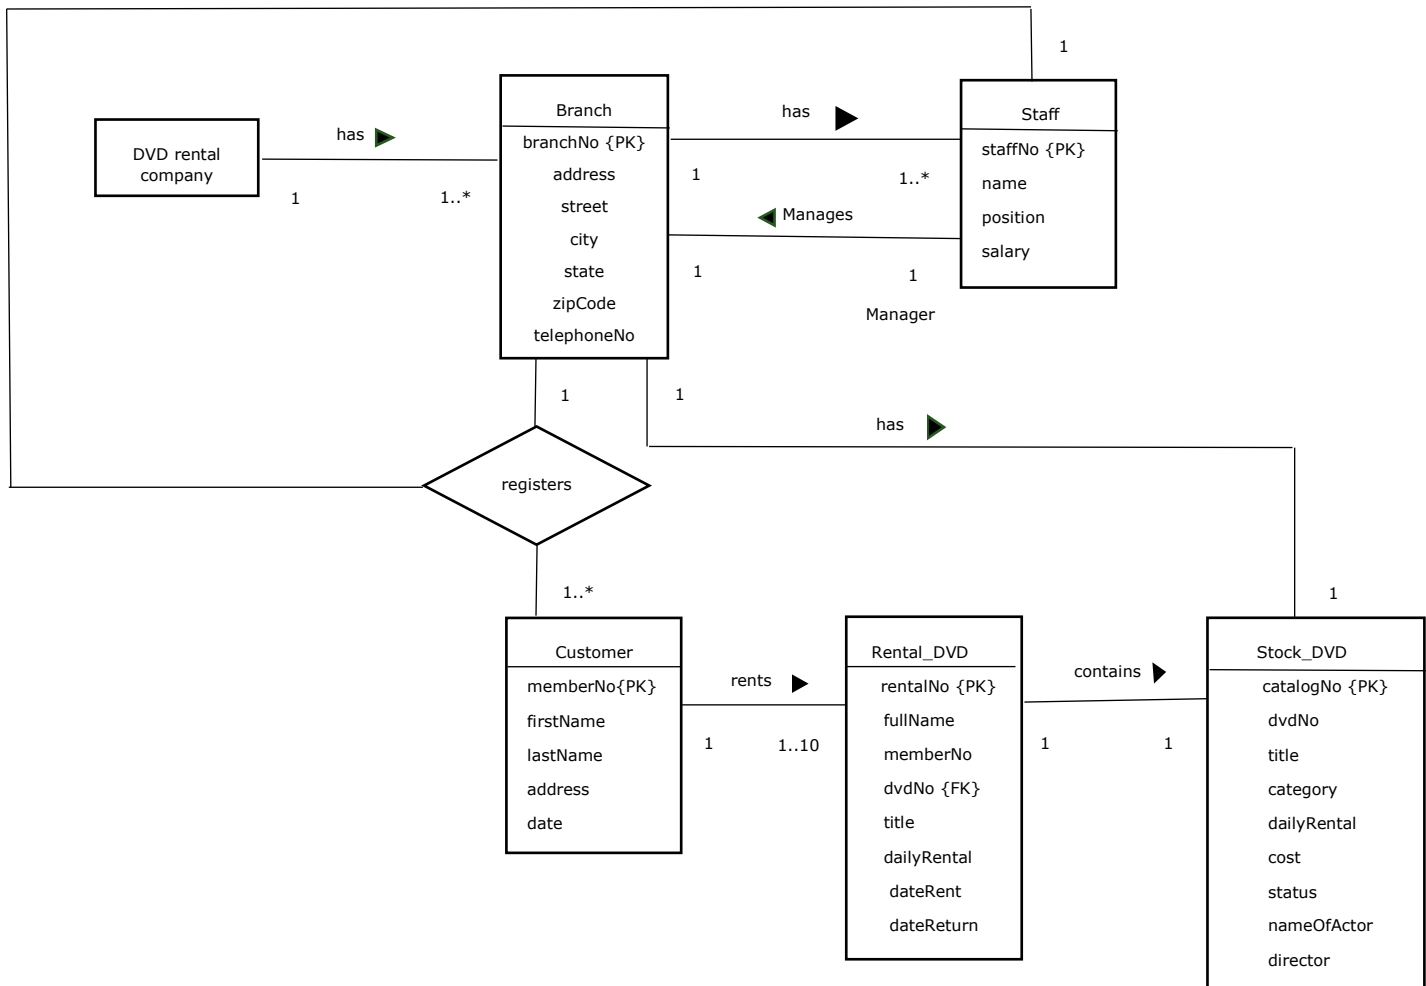 1
Branch
branchNo {PK}
address
street
city
state
zipCode
telephoneNo
has
Staff
staffNo {PK}
name
position
salary
has
DVD rental
company
1
1..*
1
1..*
Manages
1
1
Manager
1
1
has
registers
1..*
1
Customer
memberNo{PK}
firstName
lastName
address
date
rents
1
1..10
Rental_DVD
rentalNo {PK}
fullName
memberNo
dvdNo {FK}
title
dailyRental
dateRent
dateReturn
contains
1
1
Stock_DVD
catalogNo {PK}
dvdNo
title
category
dailyRental
cost
status
nameOfActor
director